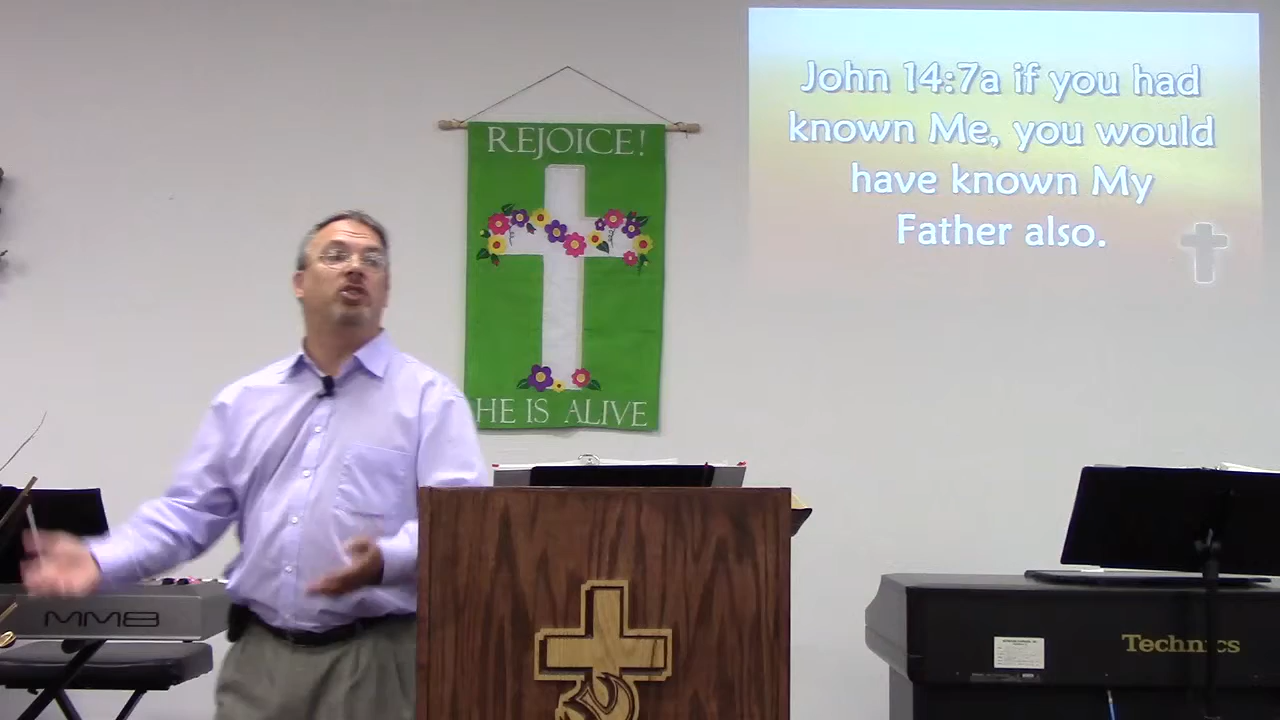 REJOICE!
HE IS ALIVE
John 14:7a if you had
known Me, you would
have known My
Father also.
MM8
Technics